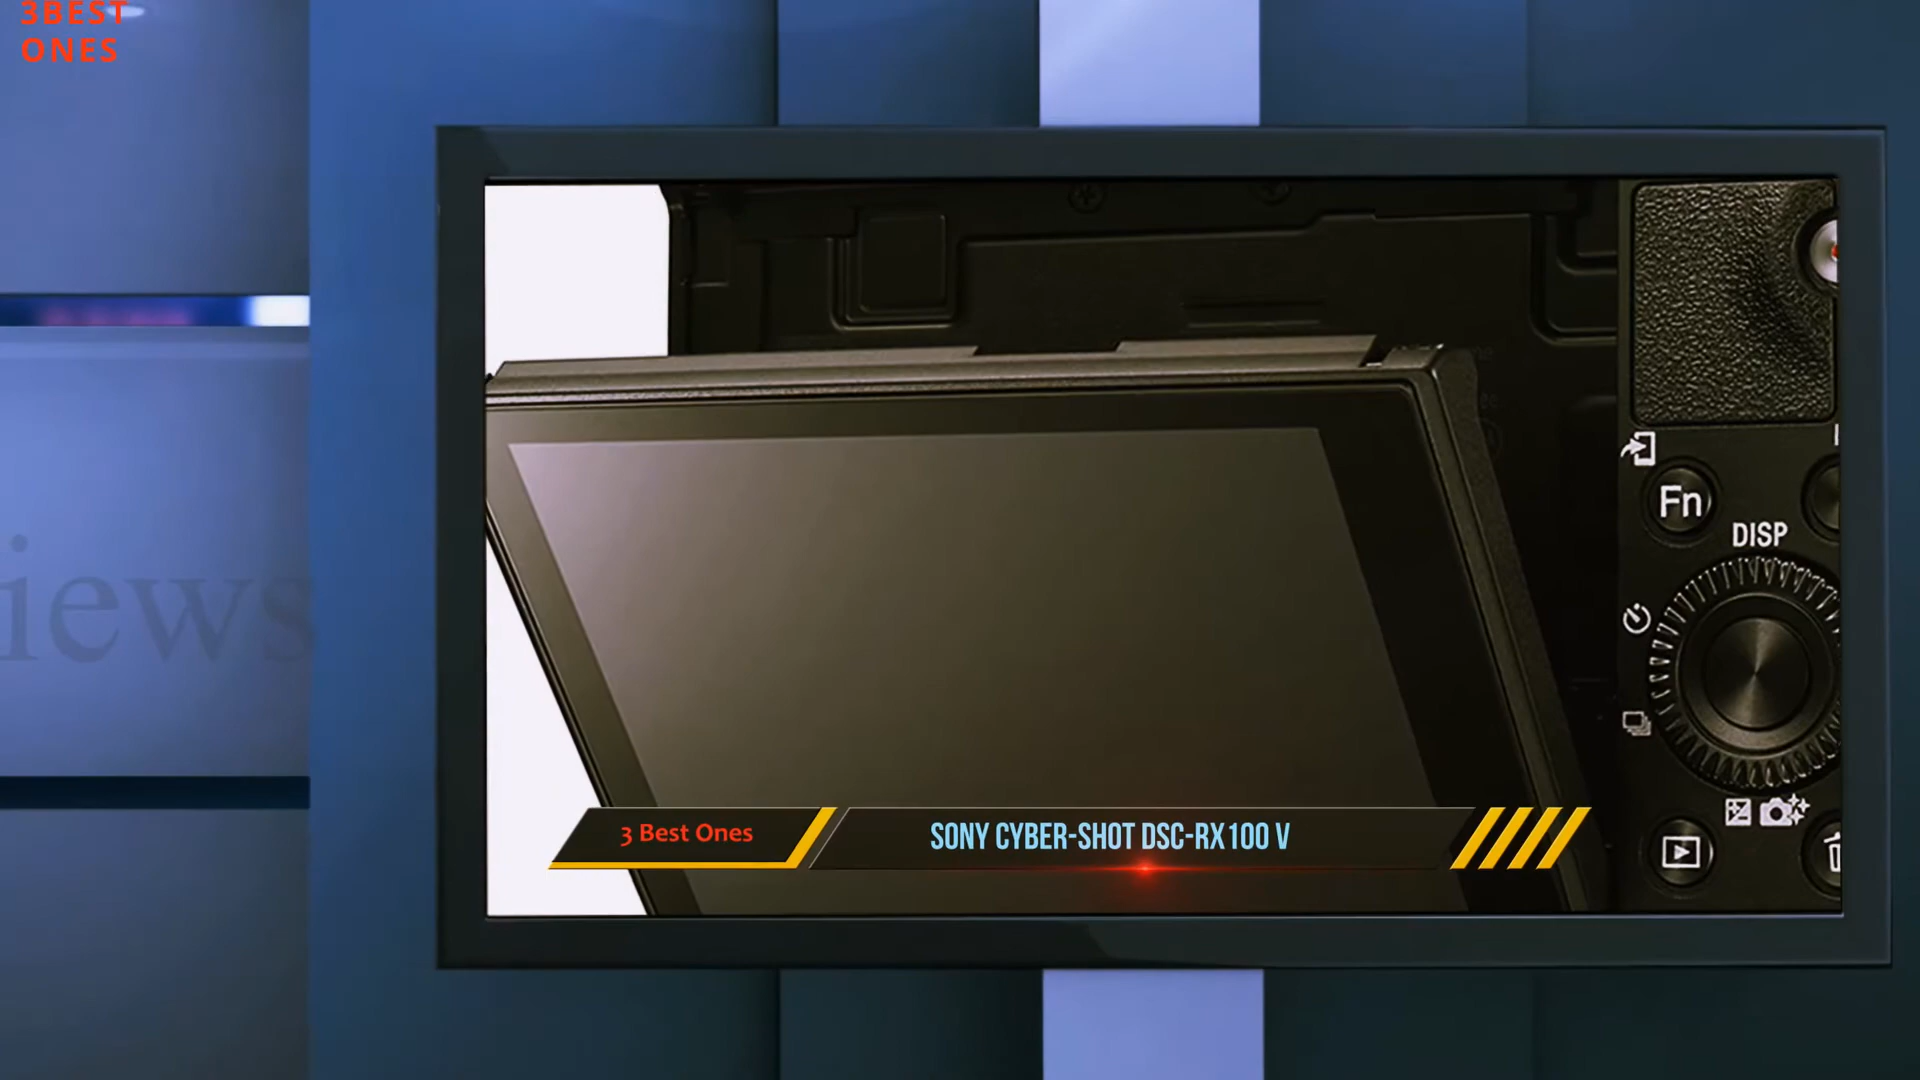 3BEST
ONES
iews
Fn
DISP
3 Best Ones
SONY CYBER-SHOT DSC-RX100 V